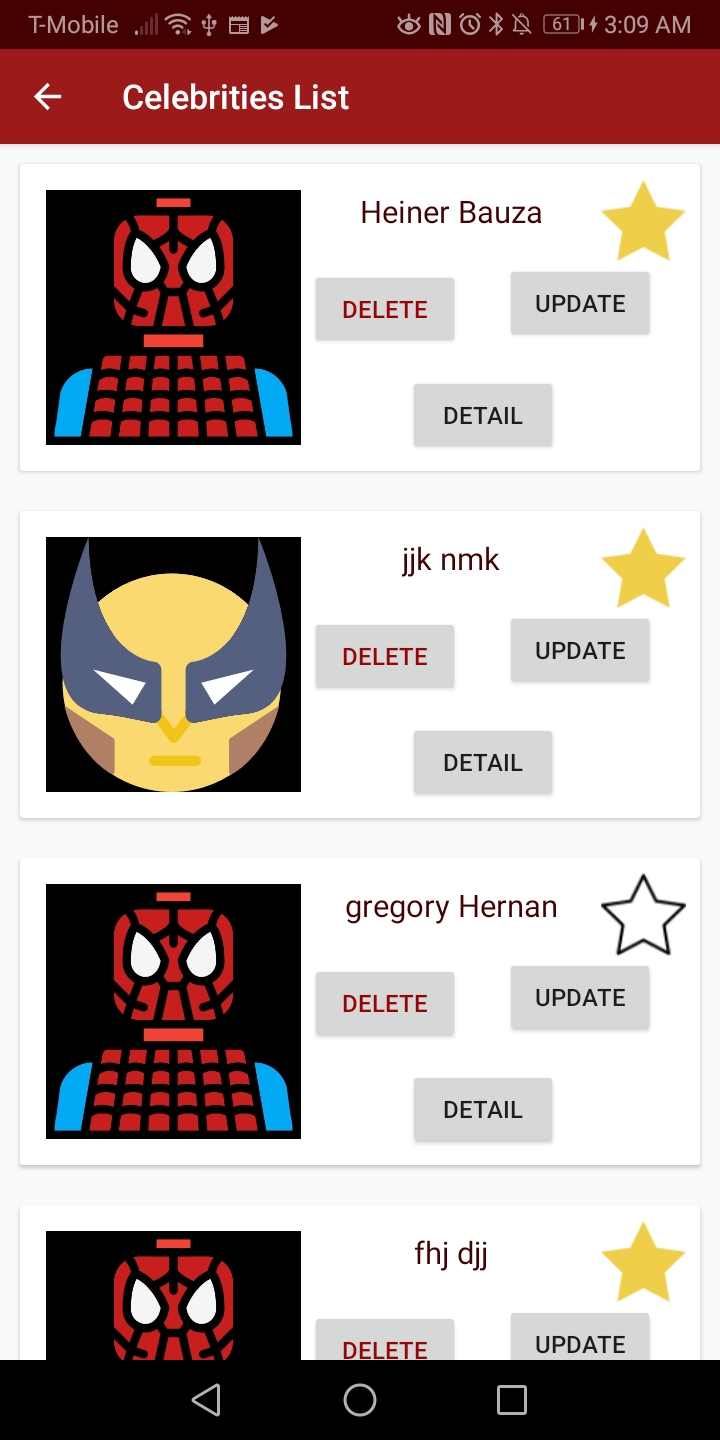 T-Mobile 61 3:09 AM
Celebrities List
Heiner Bauza
DELETE UPDATE
DETAIL
jjk nmk
DELETE UPDATE
DETAIL
gregory Hernan
DELETE UPDATE
DETAIL
fhj djj
DELETE UPDATE